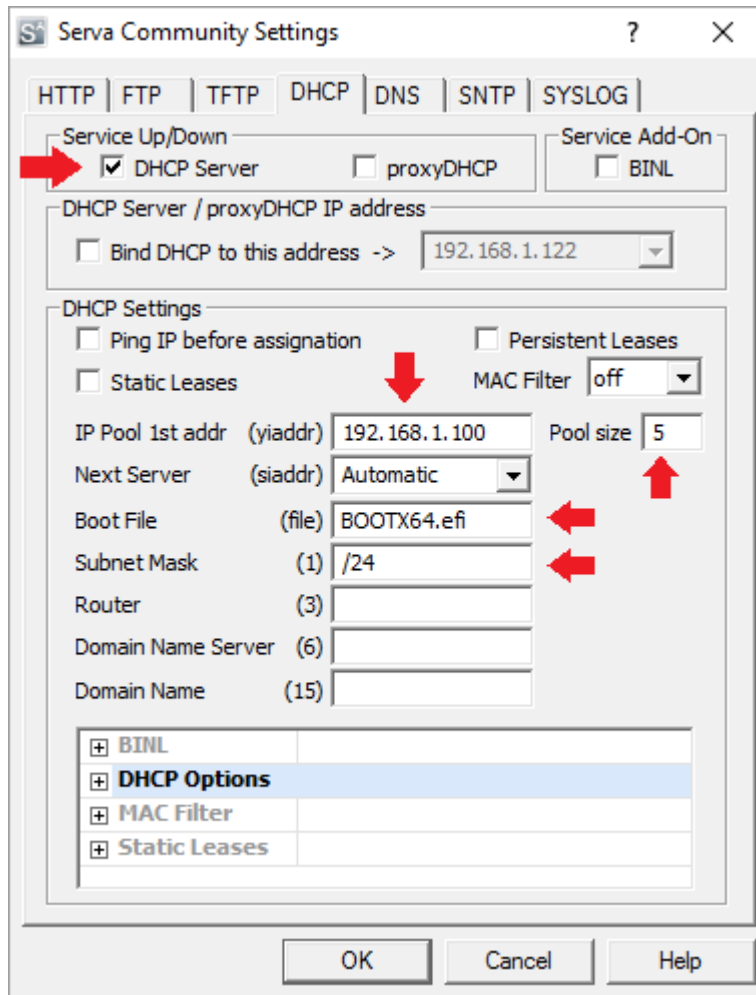 Serva Community Settings ?
HTTP FTP TFTP DHCP DNS SNTP SYSLOG
Service Up/Down Service Add-On
DHCP Server proxyDHCP BINL
DHCP Server / proxyDHCP IP address
Bind DHCP to this address -> 192.168.1.122
DHCP Settings
Ping IP before assignation Persistent Leases
Static Leases MAC Filter off
IP Pool 1st addr (yiaddr) 192.168.1.100 Pool size 5
Next Server (siaddr) Automatic
Boot File (file) BOOTX64.efi
Subnet Mask (1) /24
Router (3)
Domain Name Server (6)
Domain Name (15)
BINL
DHCP Options
MAC Filter
Static Leases
OK Cancel Help